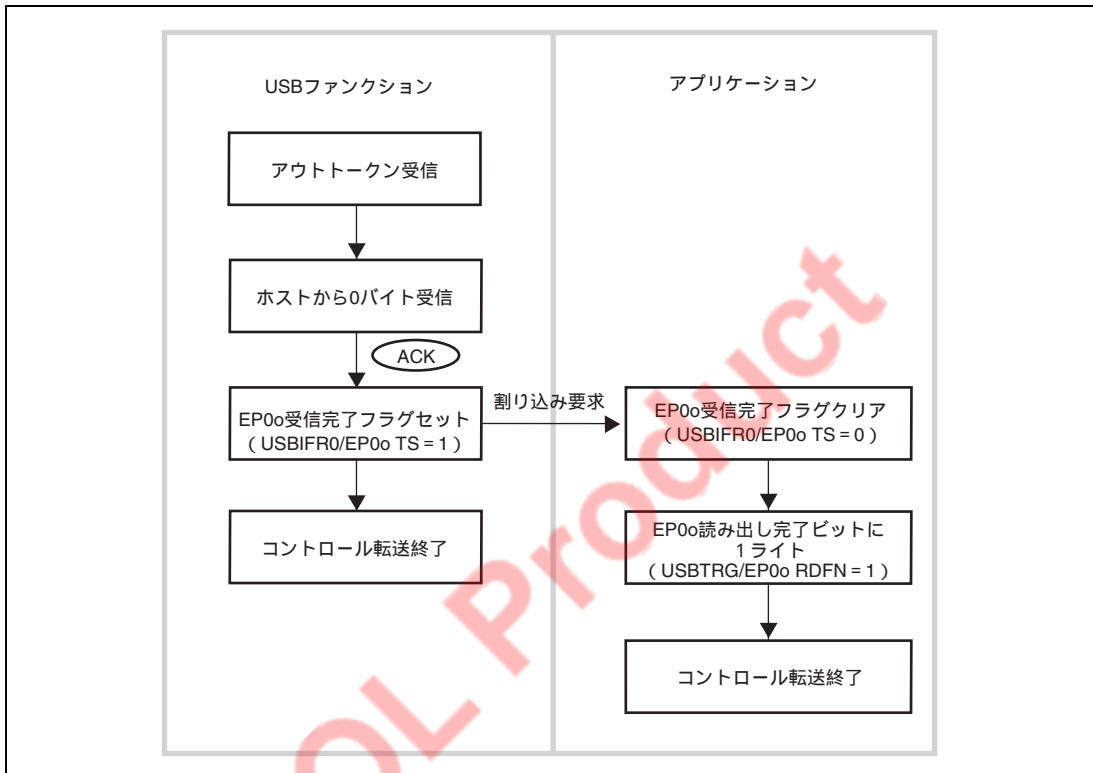 USBファンクション
アウトトークン受信
ホストから0バイト受信
ACK
EP0o受信完了フラグセット
（USBIFR0/EP0o TS = 1）
コントロール転送終了
割り込み要求
アプリケーション
EP0o受信完了フラグクリア
（USBIFR0/EP0o TS = 0）
EP0o読み出し完了ビットに
1ライト
（USBTRG/EP0o RDFN = 1）
コントロール転送終了
OL Product